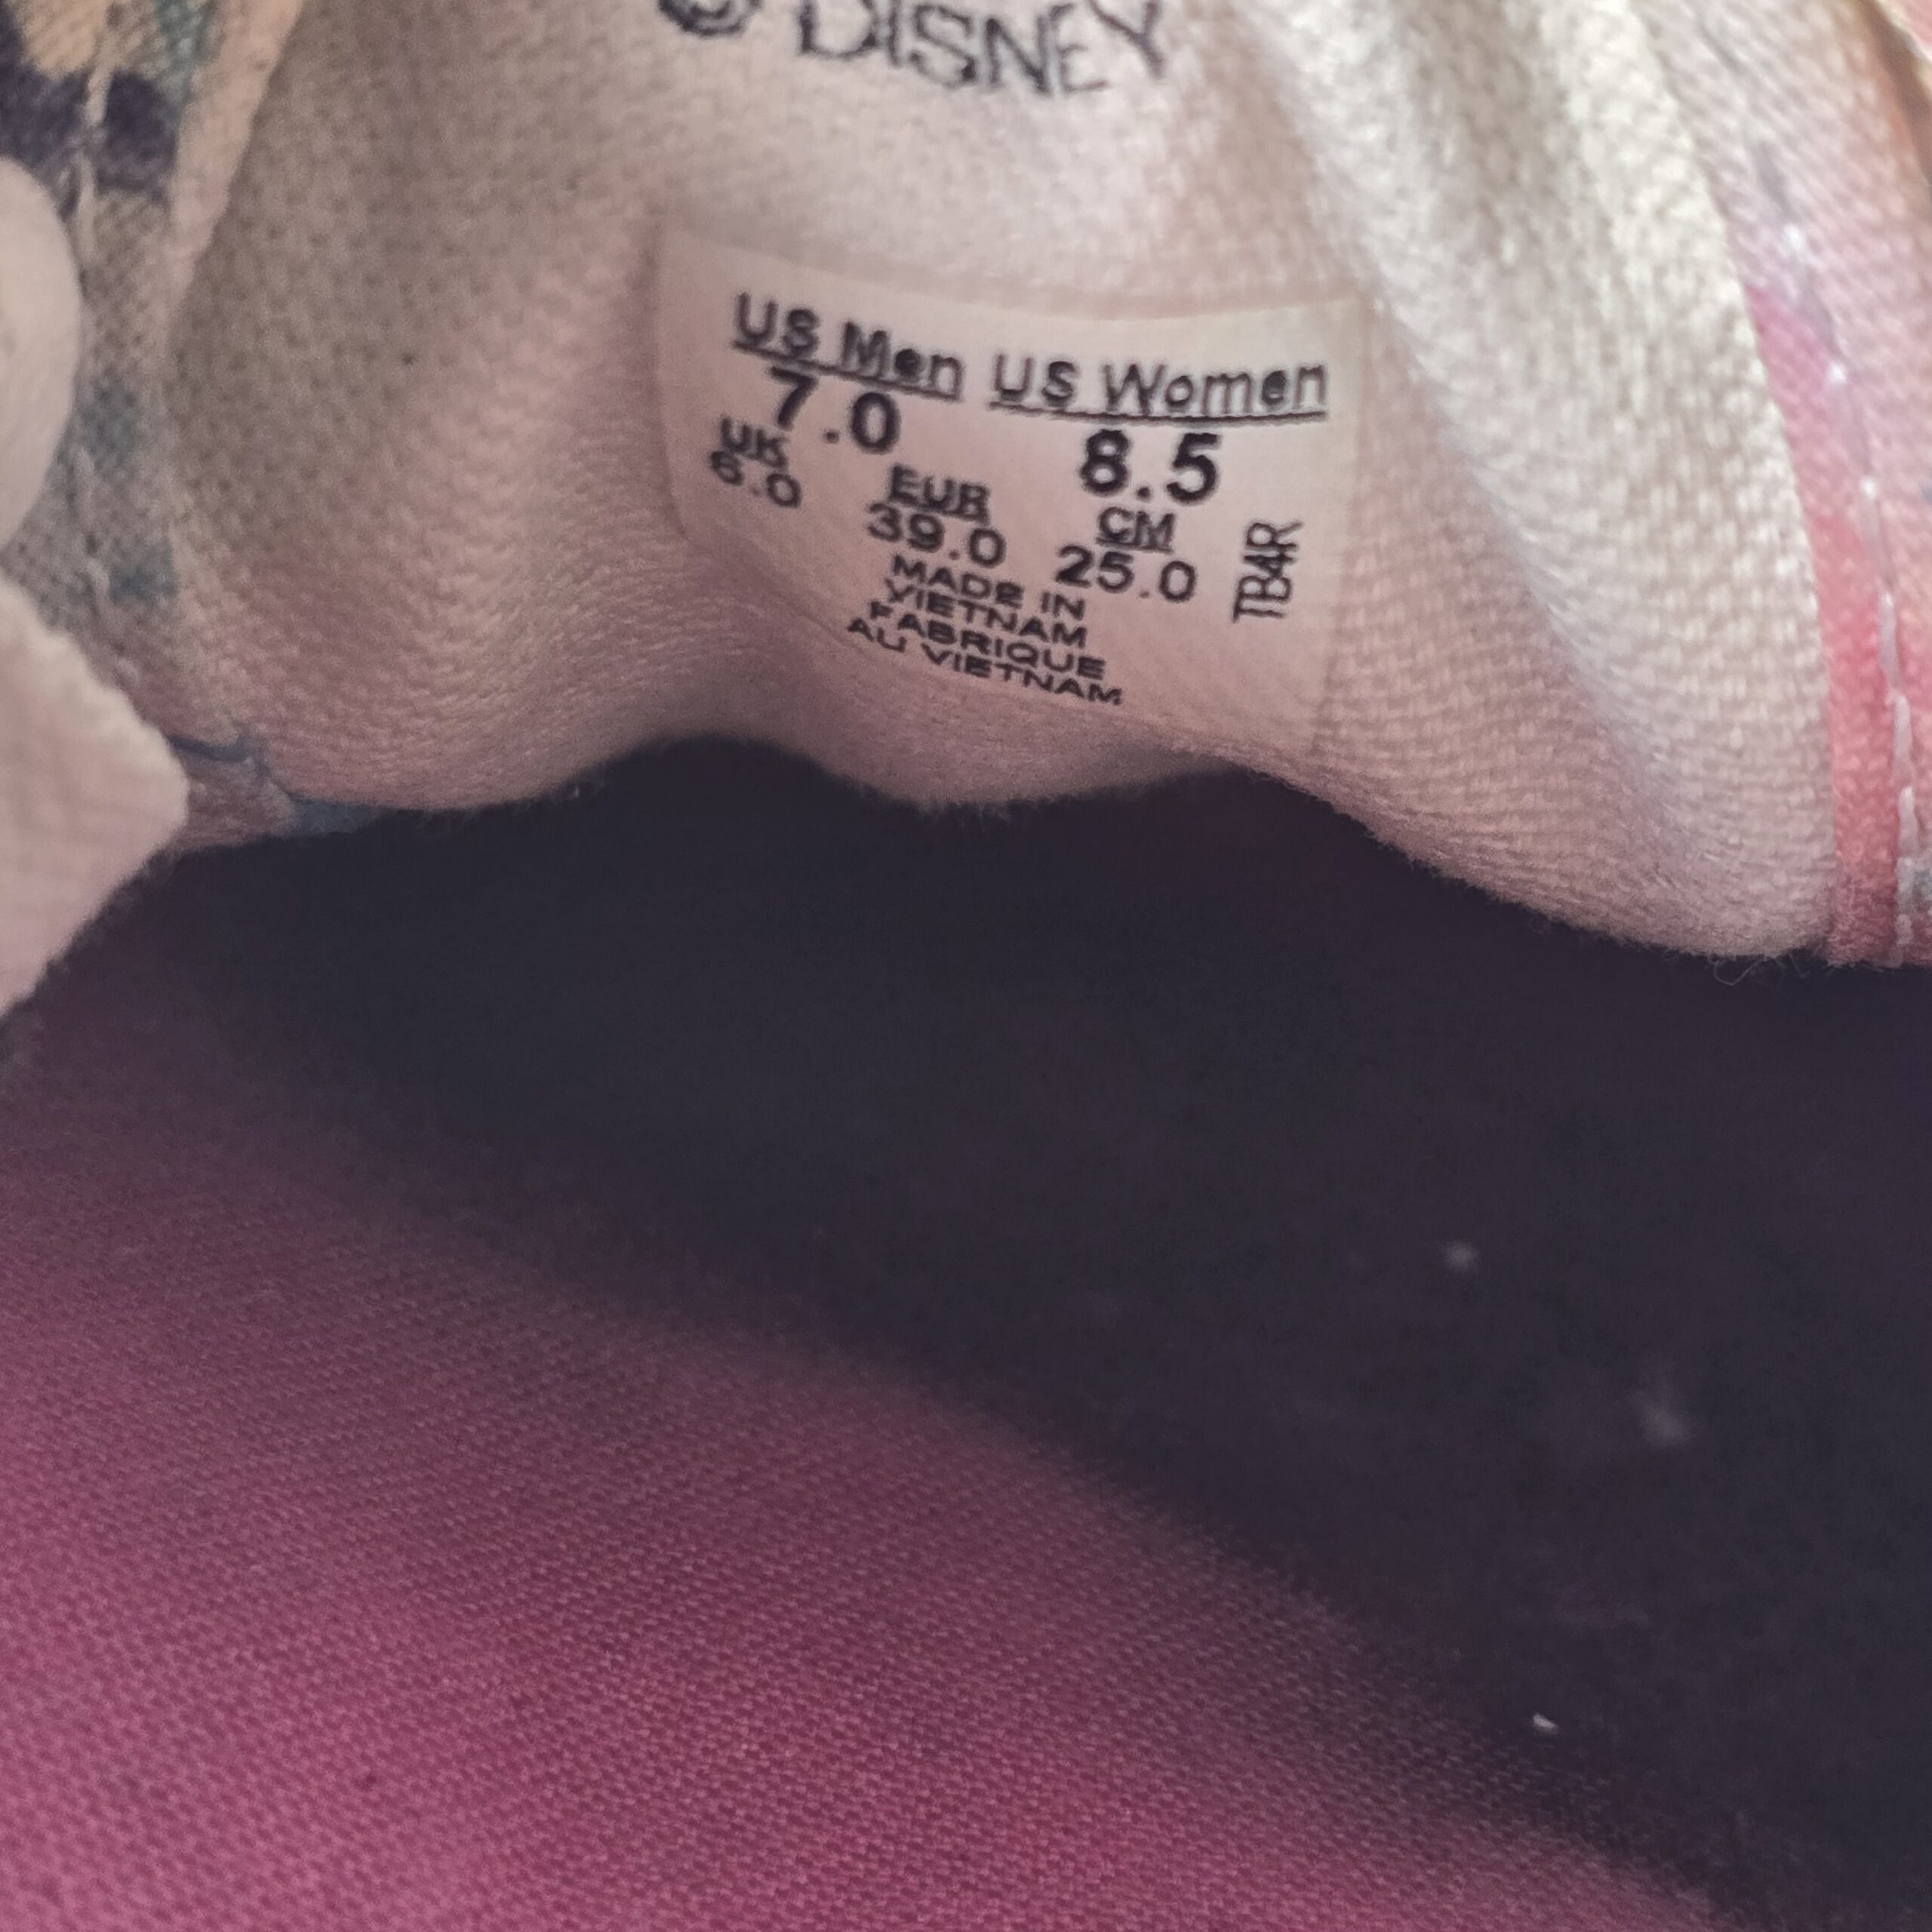 © DISNEY
US Men US Women
7.0 8.5
UK EUR CM
6.0 39.0 25.0
TB4R
MADE IN
VIETNAM
FABRIQUE
AU VIETNAM